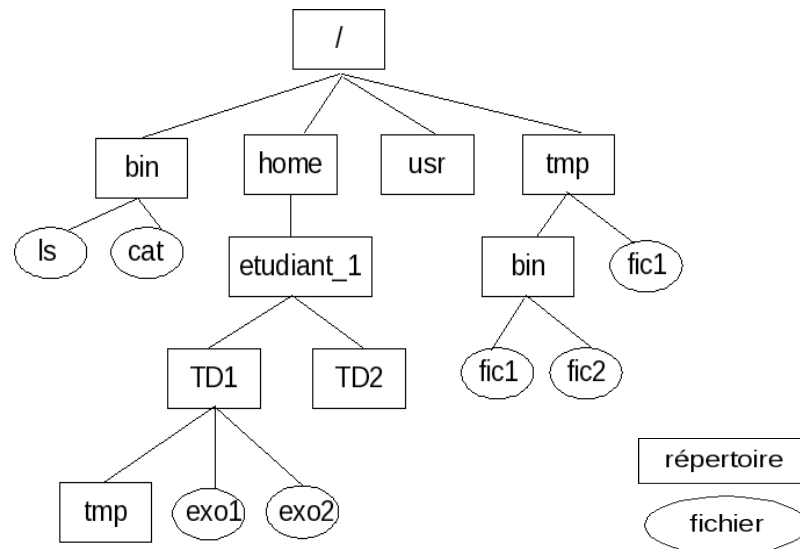 /
bin
home
usr
tmp
ls
cat
etudiant_1
bin
fic1
TD1
TD2
fic1
fic2
répertoire
tmp
exo1
exo2
fichier